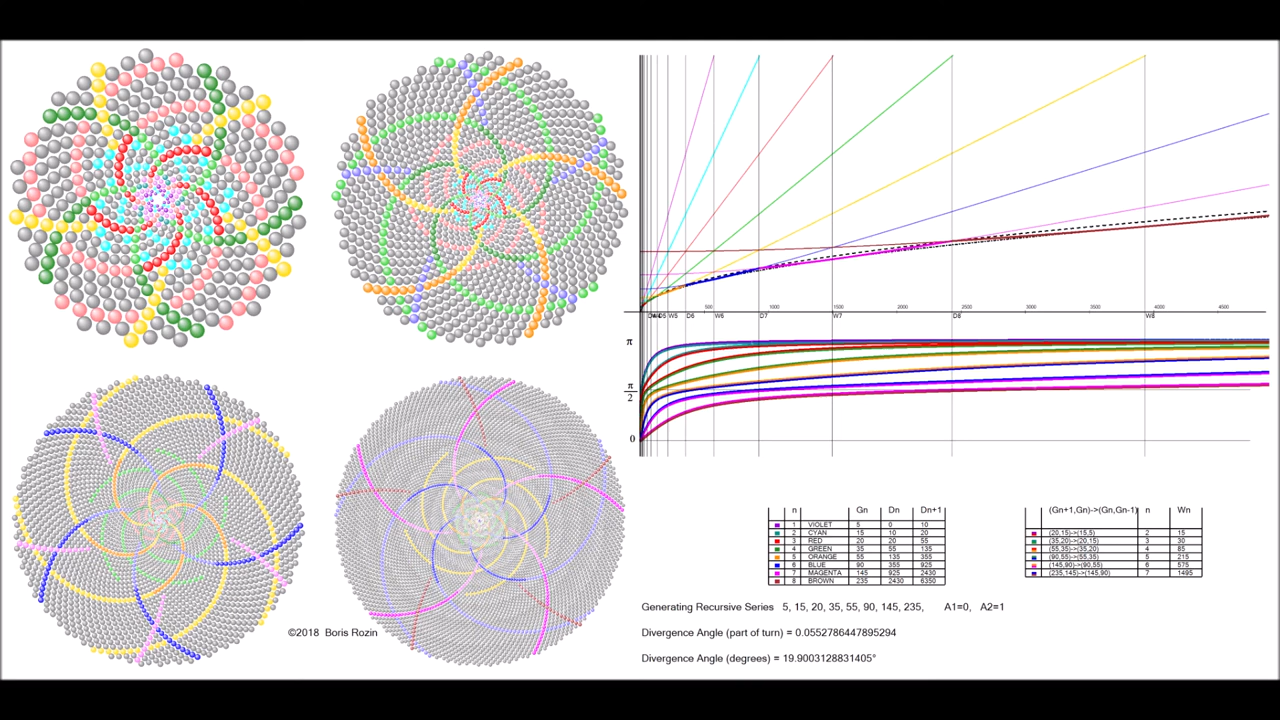 500 1000 1500 2000 2500 3000 3500 4000 4500
D5 W5 D6 W6 D7 W7 D8 W8
π
π
2
0
n Gn Dn Dn+1
1 VIOLET 5 0 10
2 CYAN 15 10 20
3 RED 20 20 55
4 GREEN 35 55 135
5 ORANGE 55 135 355
6 BLUE 90 355 925
7 MAGENTA 145 925 2430
8 BROWN 235 2430 6350
(Gn+1,Gn)->(Gn,Gn-1) n Wn
(20,15)->(15,5) 2 15
(35,20)->(20,15) 3 30
(55,35)->(35,20) 4 85
(90,55)->(55,35) 5 215
(145,90)->(90,55) 6 575
(235,145)->(145,90) 7 1495
Generating Recursive Series 5, 15, 20, 35, 55, 90, 145, 235, A1=0, A2=1
©2018 Boris Rozin
Divergence Angle (part of turn) = 0.0552786447895294
Divergence Angle (degrees) = 19.9003128831405°